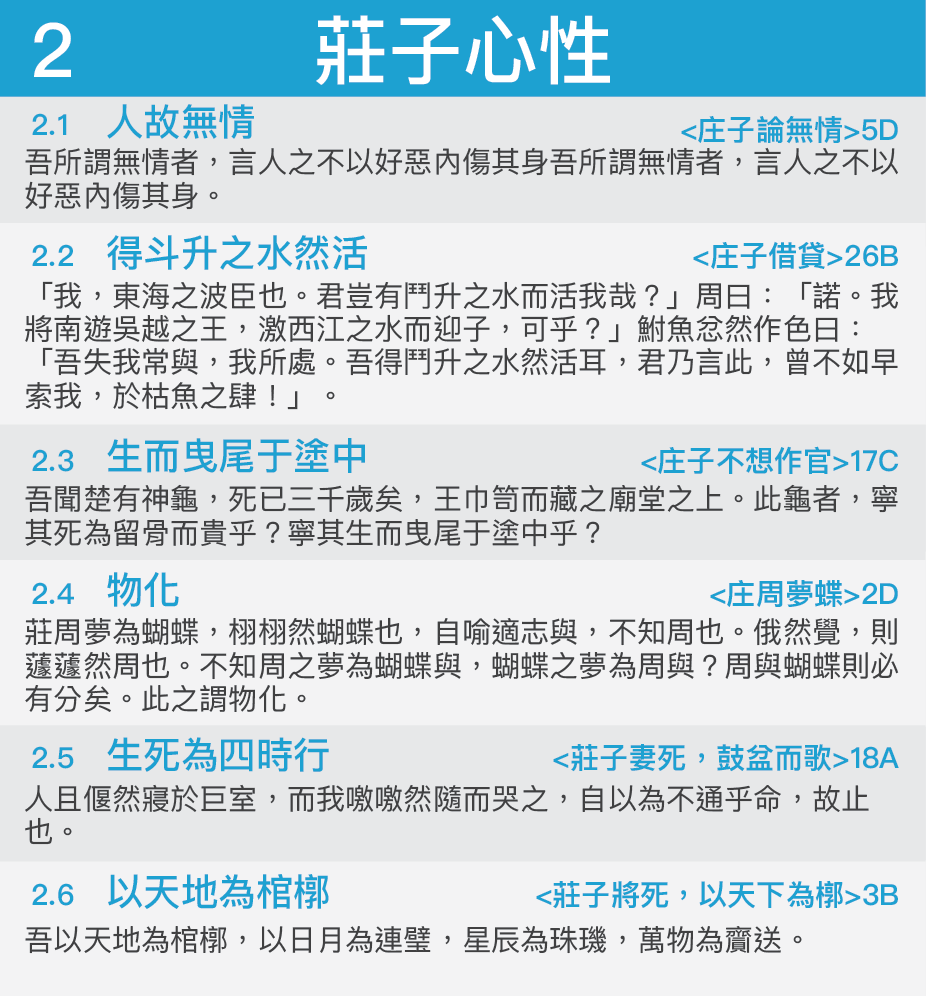 2 莊子心性
2.1 人故無情 <庄子論無情>5D
吾所謂無情者，言人之不以好惡內傷其身吾所謂無情者，言人之不以
好惡內傷其身。
2.2 得斗升之水然活 <庄子借貸>26B
「我，東海之波臣也。君豈有鬥升之水而活我哉？」周曰：「諾。我
將南遊吳越之王，激西江之水而迎子，可乎？」鮒魚忿然作色曰：
「吾失我常與，我所處。吾得鬥升之水然活耳，君乃言此，曾不如早
索我，於枯魚之肆！」。
2.3 生而曳尾于塗中 <庄子不想作官>17C
吾聞楚有神龜，死已三千歲矣，王巾笥而藏之廟堂之上。此龜者，寧
其死為留骨而貴乎？寧其生而曳尾于塗中乎？
2.4 物化 <庄周夢蝶>2D
莊周夢為蝴蝶，栩栩然蝴蝶也，自喻適志與，不知周也。俄然覺，則
蘧蘧然周也。不知周之夢為蝴蝶與，蝴蝶之夢為周與？周與蝴蝶則必
有分矣。此之謂物化。
2.5 生死為四時行 <莊子妻死，鼓盆而歌>18A
人且偃然寢於巨室，而我噭噭然隨而哭之，自以為不通乎命，故止
也。
2.6 以天地為棺槨 <莊子將死，以天下為槨>3B
吾以天地為棺槨，以日月為連璧，星辰為珠璣，萬物為齎送。